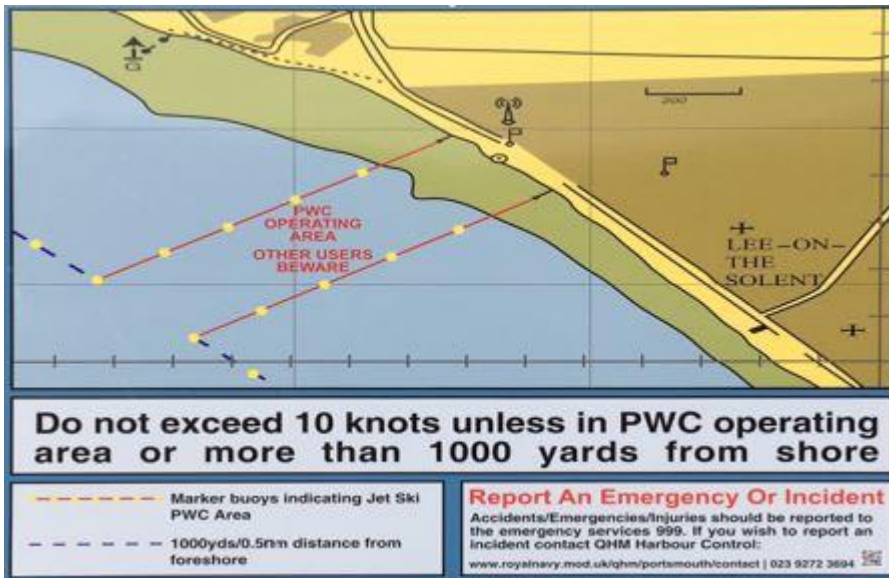 G
200
PWC
OPERATING
AREA
OTHER USERS
BEWARE
LEE-ON-
THE
SOLENT
Do not exceed 10 knots unless in PWC operating
area or more than 1000 yards from shore
Marker buoys indicating Jet Ski
PWC Area
1000yds/0.5nm distance from
foreshore
Report An Emergency Or Incident
Accidents/Emergencies/Injuries should be reported to
the emergency services 999. If you wish to report an
incident contact QHM Harbour Control:
www.royalnavy.mod.uk/qhm/portsmouth/contact | 023 9272 3694